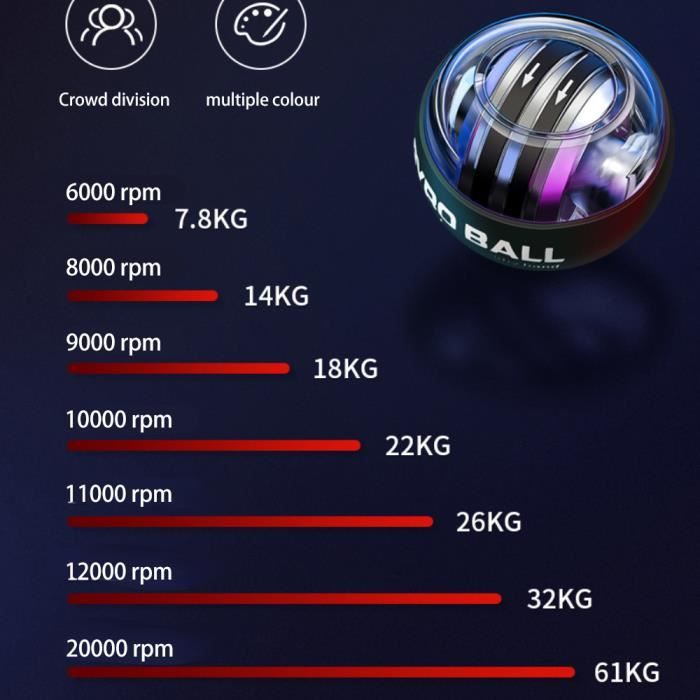 Crowd division
multiple colour
6000 rpm
7.8KG
8000 rpm
14KG
9000 rpm
18KG
10000 rpm
22KG
11000 rpm
26KG
12000 rpm
32KG
20000 rpm
61KG
BALL